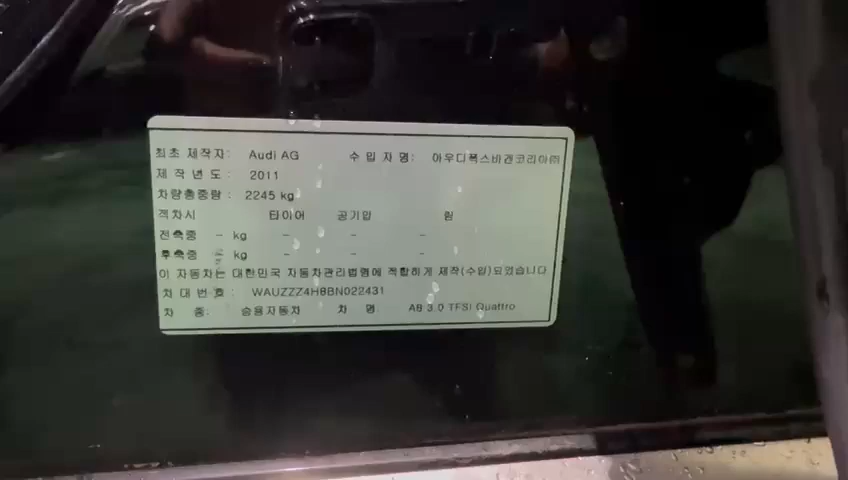 최초 제작자: Audi AG 수 입 자 명: 아우디폭스바겐코리아㈜
제 작 년 도 : 2011
차량총중량 : 2245 kg
적차시 타이어 공기압 림
전축중 - kg - - -
후축중 - kg - - -
이 자동차는 대한민국 자동차관리법령에 적합하게 제작(수입)되었습니다
차 대 번 호 : WAUZZZ4H8BN022431
차 종: 승용자동차 차 명: A8 3.0 TFSI Quattro